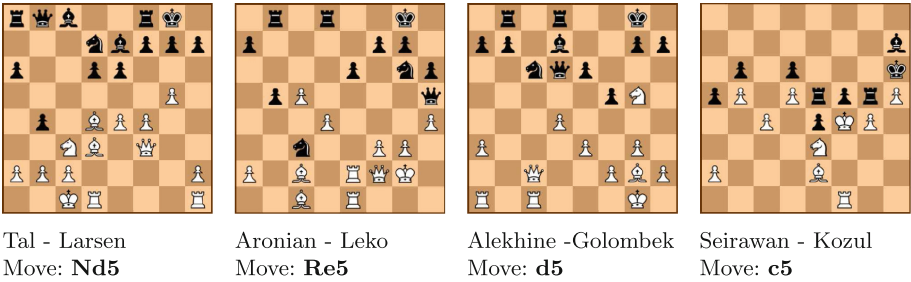 Tal - Larsen
Move: Nd5
Aronian - Leko
Move: Re5
Alekhine -Golombek
Move: d5
Seirawan - Kozul
Move: c5